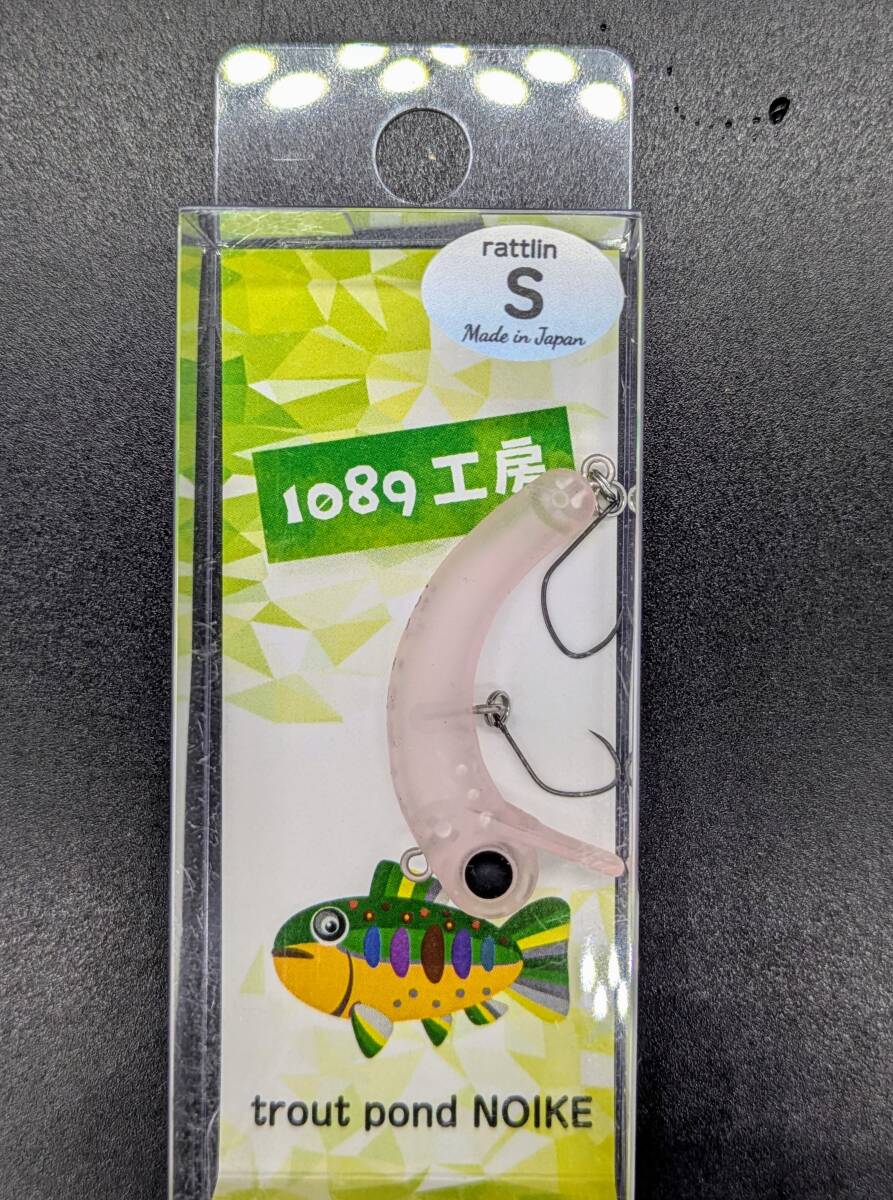 rattlin
S
Made in Japan
1089工房
trout pond NOIKE